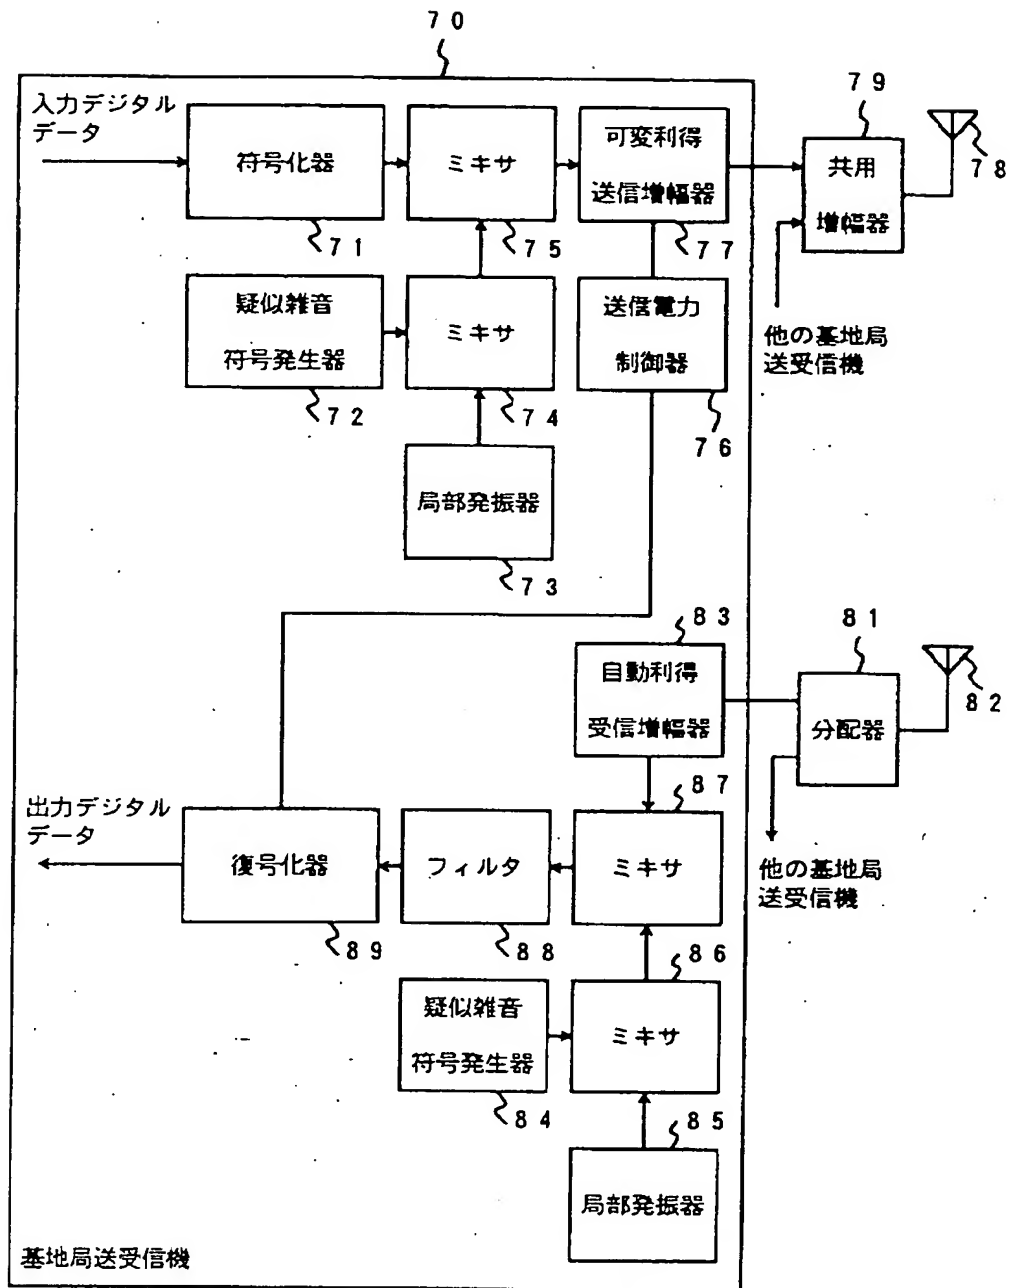 70
入力デジタル
データ
符号化器
71
ミキサ
75
可変利得
送信増幅器
77
共用
増幅器
79
78
疑似雑音
符号発生器
72
ミキサ
74
送信電力
制御器
76
他の基地局
送受信機
局部発振器
73
83
自動利得
受信増幅器
81
分配器
82
87
出力デジタル
データ
復号化器
89
フィルタ
88
ミキサ
他の基地局
送受信機
86
疑似雑音
符号発生器
84
ミキサ
85
局部発振器
基地局送受信機